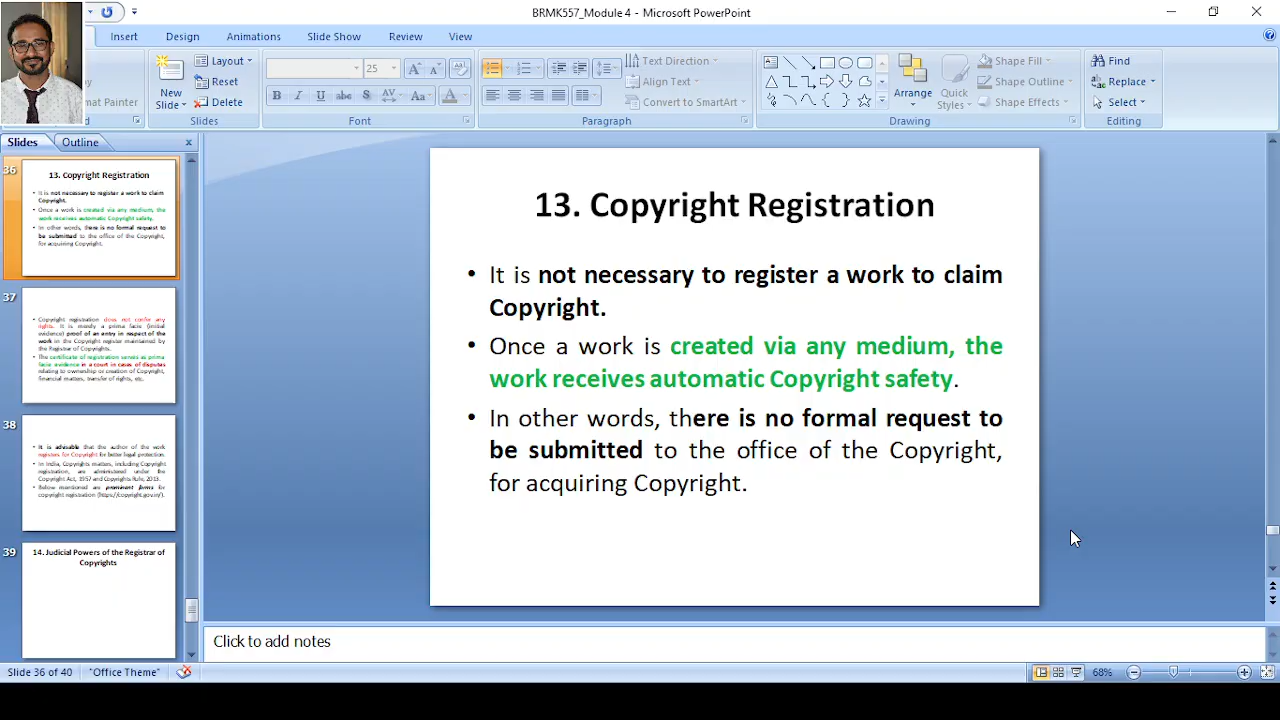 BRMK557_Module 4 - Microsoft PowerPoint
Insert Design Animations Slide Show Review View
Layout
Reset
Delete
New Slide
mat Painter
Slides
25
B I U abc S AV Aa A
Font
Text Direction
Align Text
Convert to SmartArt
Paragraph
Arrange
Quick Styles
Shape Fill
Shape Outline
Shape Effects
Drawing
Find
Replace
Select
Editing
Slides Outline
36
13. Copyright Registration
• It is not necessary to register a work to claim
Copyright.
• Once a work is created via any medium, the
work receives automatic Copyright safety.
• In other words, there is no formal request to
be submitted to the office of the Copyright,
for acquiring Copyright.
37
• Copyright registration does not confer any
rights. It is merely a prima facie (initial
evidence) proof of an entry in respect of the
work in the Copyright register maintained by
the Registrar of Copyrights.
• The certificate of registration serves as prima
facie evidence in a court in cases of disputes
relating to ownership or creation of Copyright,
financial matters, transfer of rights, etc.
38
• It is advisable that the author of the work
registers for Copyright for better legal protection.
• In India, Copyrights matters, including Copyright
registration, are administered under the
Copyright Act, 1957 and Copyrights Rule, 2013.
• Below mentioned are prominent forms for
copyright registration (https://copyright.gov.in/).
39
14. Judicial Powers of the Registrar of
Copyrights
13. Copyright Registration
• It is not necessary to register a work to claim
Copyright.
• Once a work is created via any medium, the
work receives automatic Copyright safety.
• In other words, there is no formal request to
be submitted to the office of the Copyright,
for acquiring Copyright.
Click to add notes
Slide 36 of 40 "Office Theme" 68%